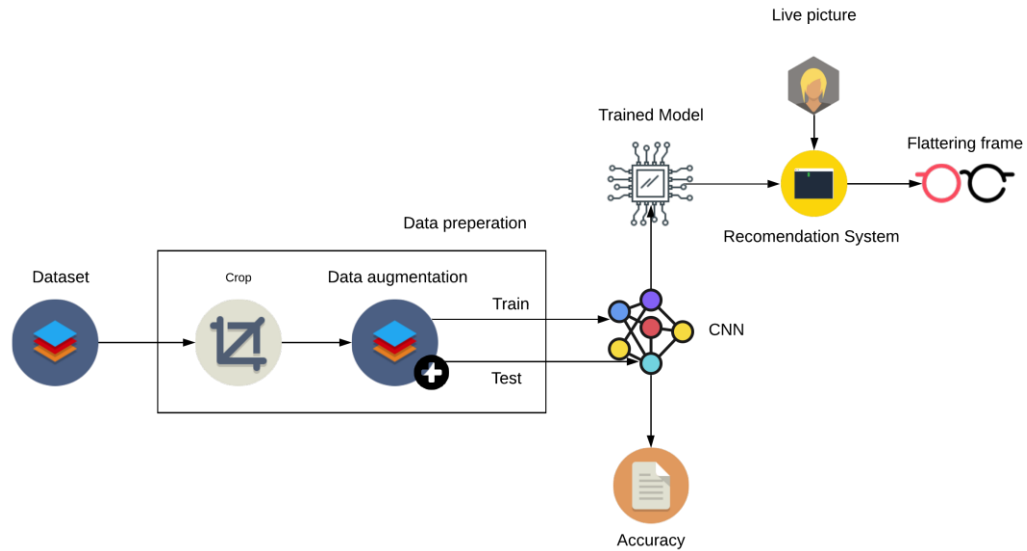 Live picture
Trained Model
Flattering frame
Data preperation
Recomendation System
Dataset
Crop
Data augmentation
Train
CNN
Test
Accuracy